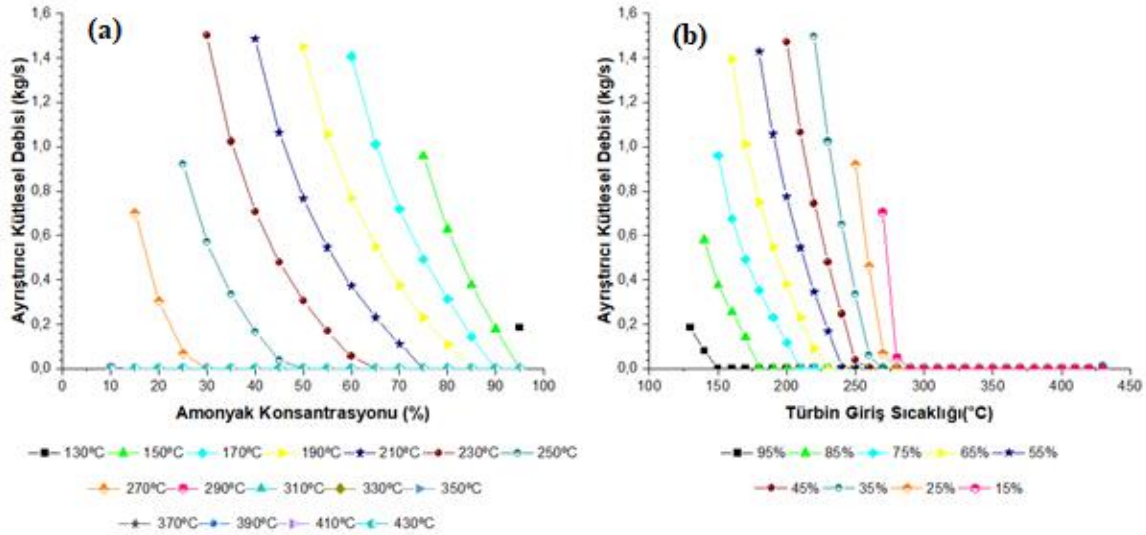 (a)
Ayrıştırıcı Kütlesel Debisi (kg/s)
1,6
1,4
1,2
1,0
0,8
0,6
0,4
0,2
0,0
0 10 20 30 40 50 60 70 80 90 100
Amonyak Konsantrasyonu (%)
130ºC 150ºC 170ºC 190ºC 210ºC 230ºC 250ºC
270ºC 290ºC 310ºC 330ºC 350ºC
370ºC 390ºC 410ºC 430ºC
(b)
Ayrıştırıcı Kütlesel Debisi (kg/s)
1,6
1,4
1,2
1,0
0,8
0,6
0,4
0,2
0,0
100 150 200 250 300 350 400 450
Türbin Giriş Sıcaklığı(°C)
95% 85% 75% 65% 55%
45% 35% 25% 15%